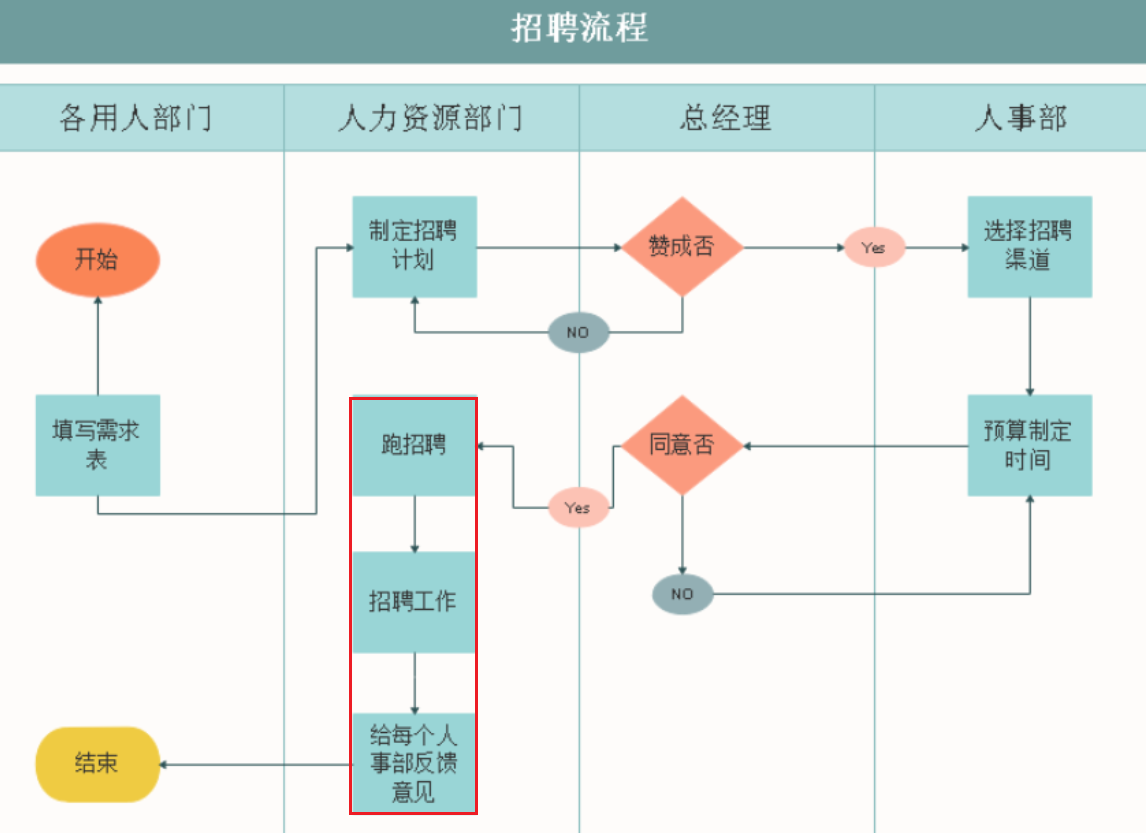 招聘流程
各用人部门
人力资源部门
总经理
人事部
开始
制定招聘
计划
赞成否
Yes
选择招聘
渠道
NO
填写需求
表
跑招聘
同意否
预算制定
时间
Yes
招聘工作
NO
结束
给每个人
事部反馈
意见